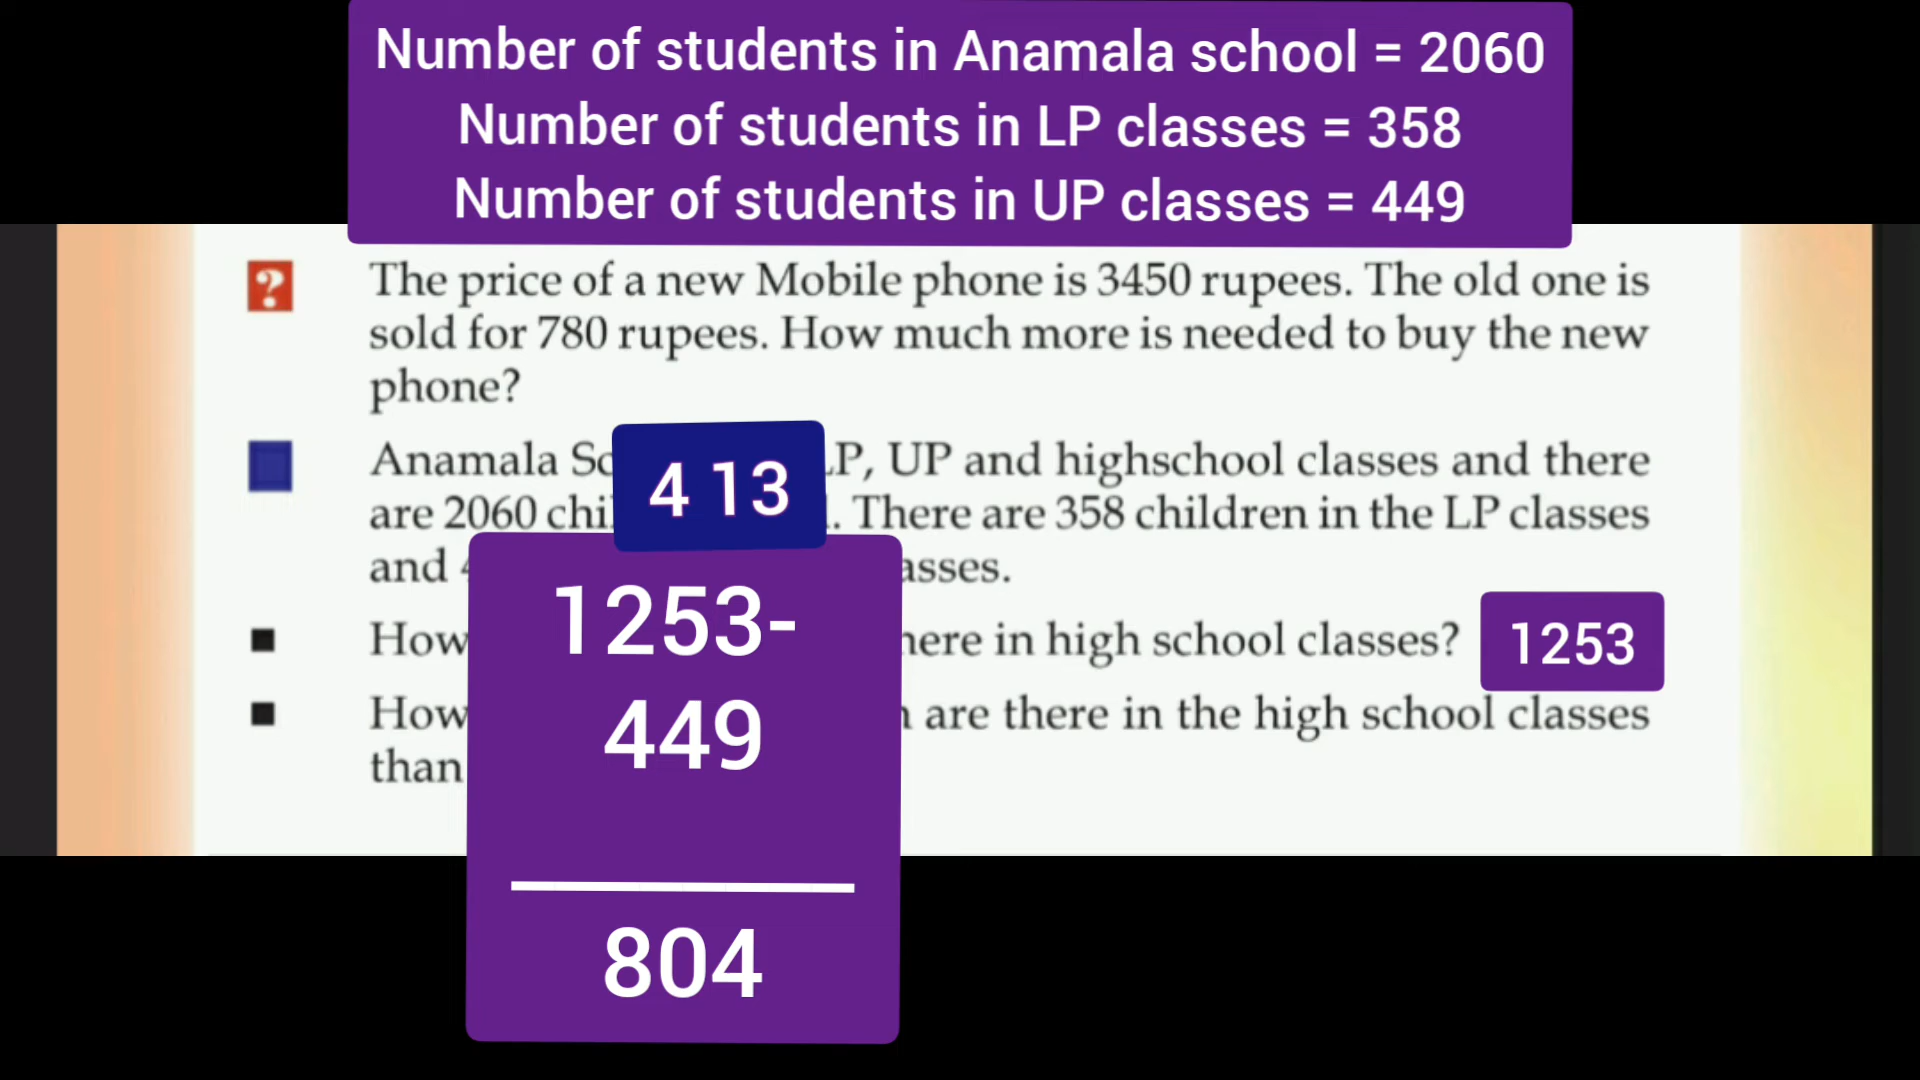 Number of students in Anamala school = 2060
Number of students in LP classes = 358
Number of students in UP classes = 449
? The price of a new Mobile phone is 3450 rupees. The old one is
sold for 780 rupees. How much more is needed to buy the new
phone?
Anamala LP, UP and highschool classes and there
are 2060 . There are 358 children in the LP classes
and
4 13
1253-
449
804
How in high school classes?
1253
How are there in the high school classes
than